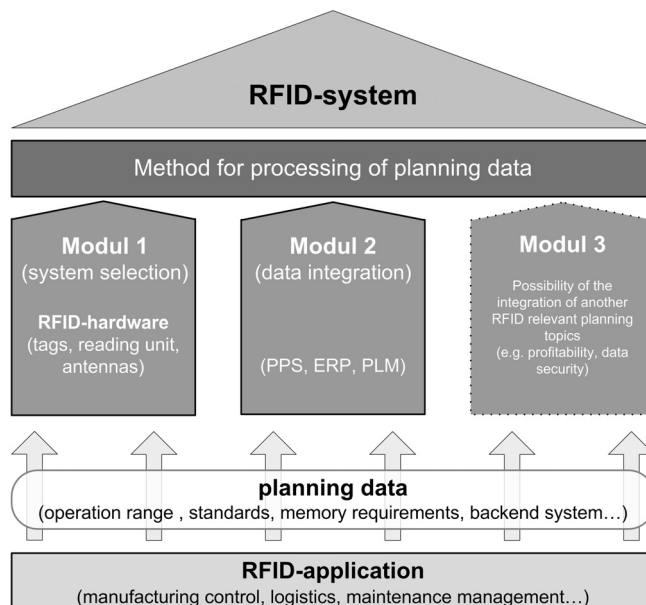 RFID-system
Method for processing of planning data
Modul 1
(system selection)
RFID-hardware
(tags, reading unit,
antennas)
Modul 2
(data integration)
(PPS, ERP, PLM)
Modul 3
Possibility of the
integration of another
RFID relevant planning
topics
(e.g. profitability, data
security)
planning data
(operation range , standards, memory requirements, backend system…)
RFID-application
(manufacturing control, logistics, maintenance management…)